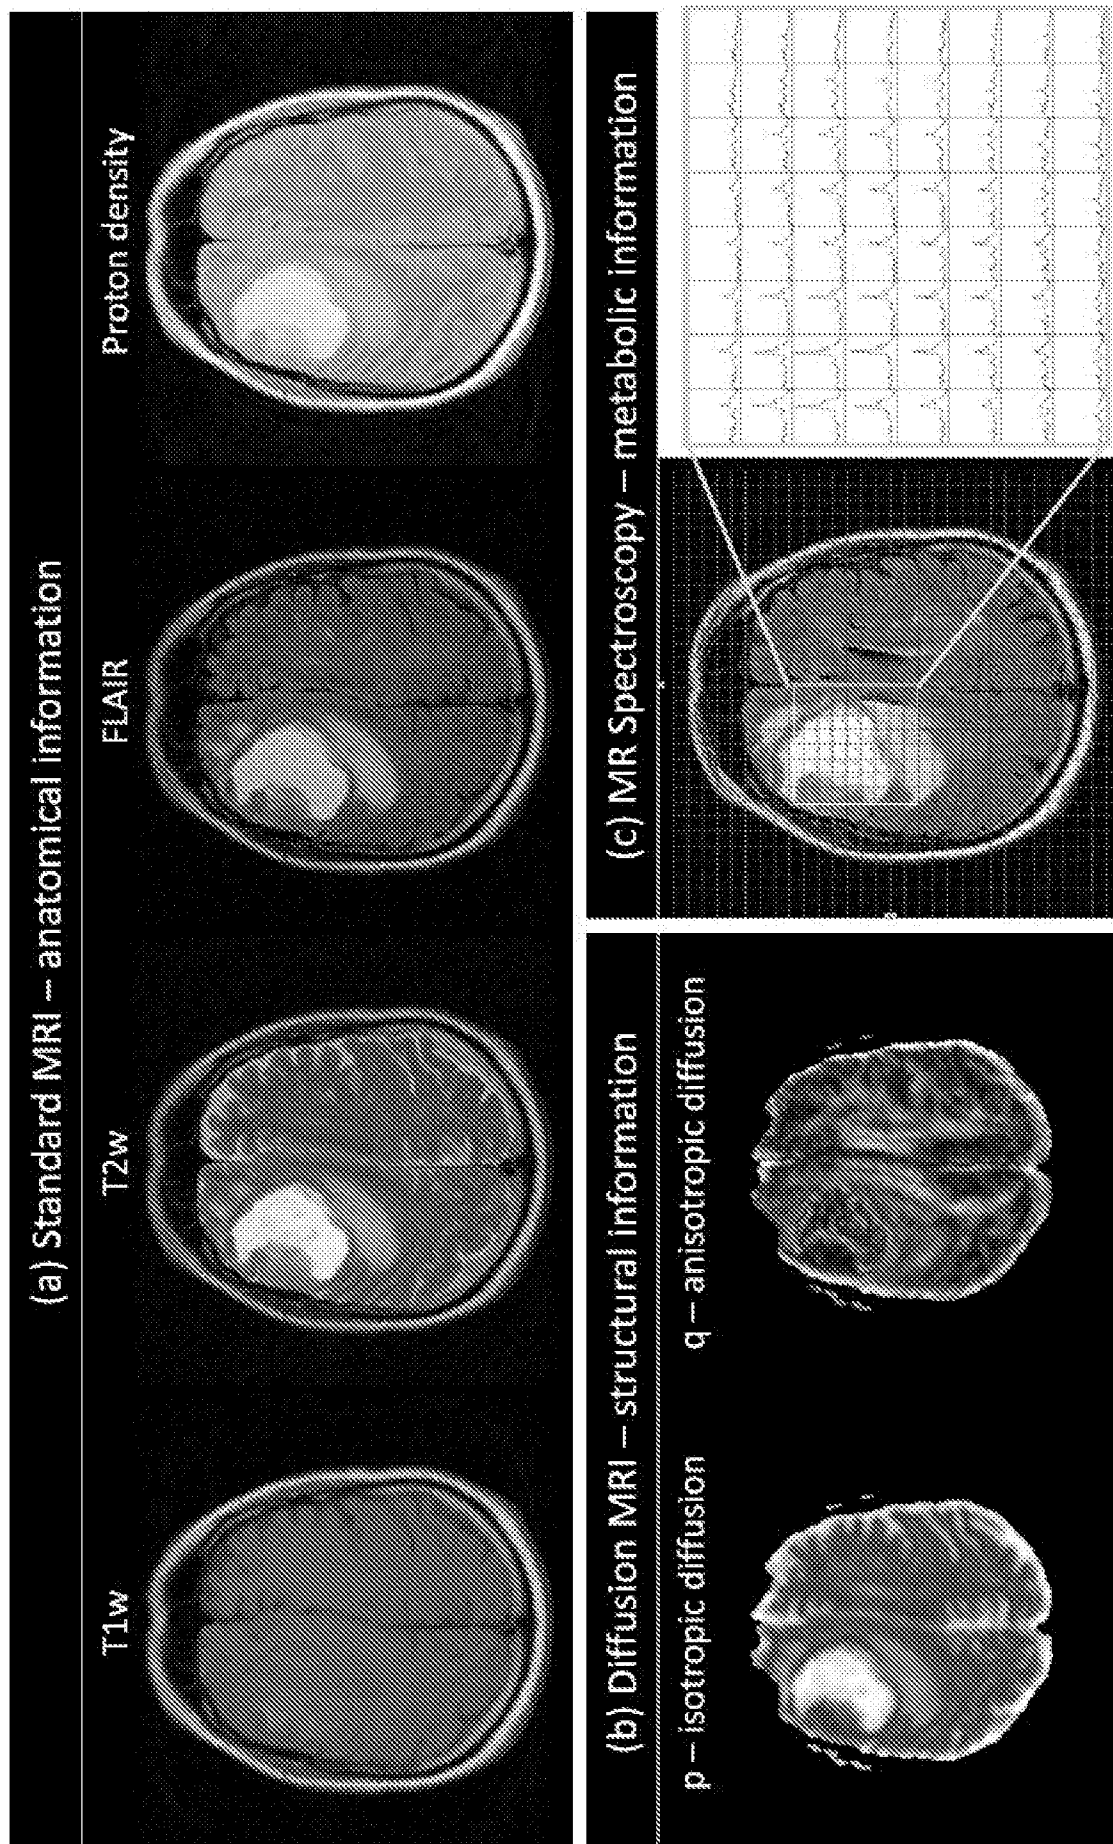 (a) Standard MRI – anatomical information
T1w
T2w
FLAIR
Proton density
(b) Diffusion MRI – structural information
p – isotropic diffusion
q – anisotropic diffusion
(c) MR Spectroscopy – metabolic information